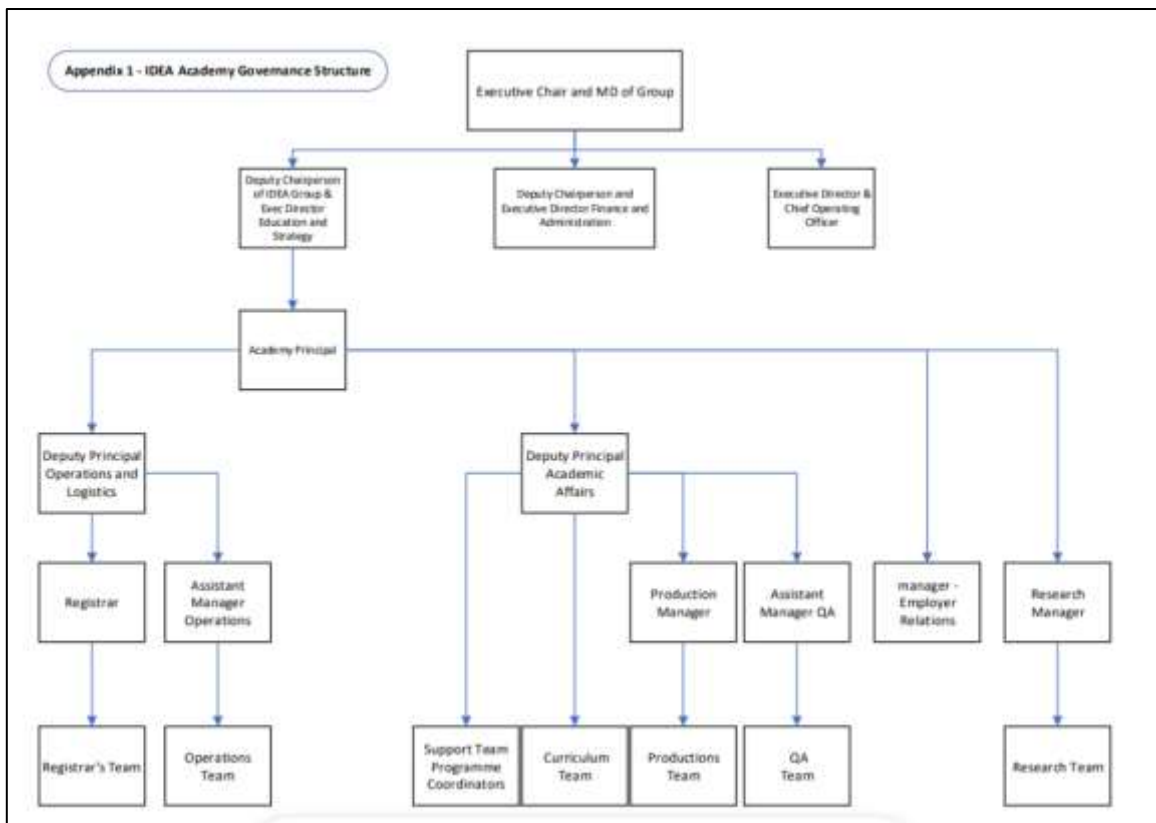 Appendix 1 - IDEA Academy Governance Structure
Executive Chair and MD of Group
Deputy Chairperson
of IDEA Group &
Exec Director
Education and
Strategy
Deputy Chairperson and
Executive Director Finance and
Administration
Executive Director &
Chief Operating
Officer
Academy Principal
Deputy Principal
Operations and
Logistics
Deputy Principal
Academic
Affairs
Registrar
Assistant
Manager
Operations
Production
Manager
Assistant
Manager QA
manager -
Employer
Relations
Research
Manager
Registrar's Team
Operations
Team
Support Team
Programme
Coordinators
Curriculum
Team
Productions
Team
QA
Team
Research Team